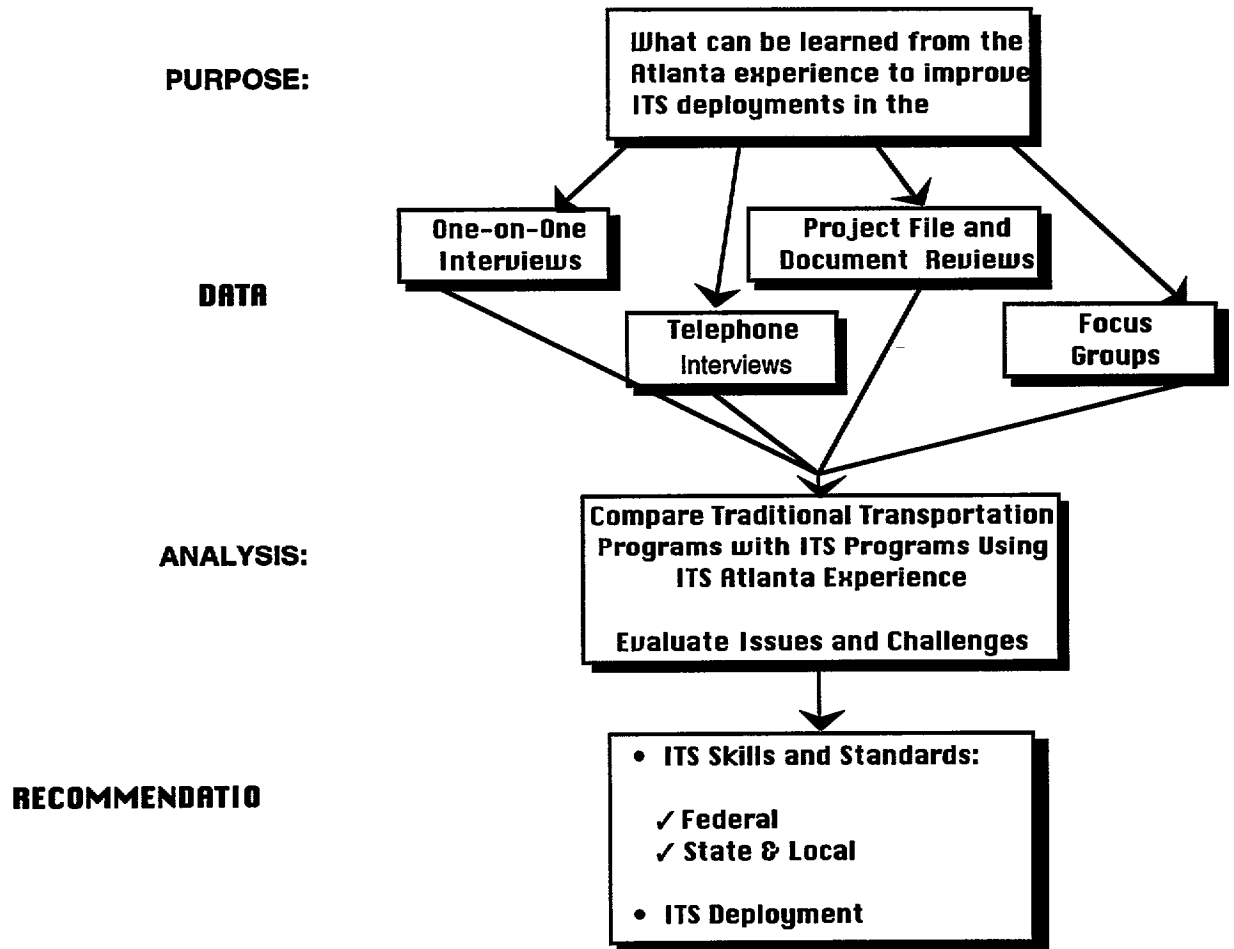 PURPOSE:
What can be learned from the
Atlanta experience to improve
ITS deployments in the
DATA
One-on-One
Interviews
Project File and
Document Reviews
Telephone
Interviews
Focus
Groups
ANALYSIS:
Compare Traditional Transportation
Programs with ITS Programs Using
ITS Atlanta Experience
Evaluate Issues and Challenges
RECOMMENDATIO
• ITS Skills and Standards:
✓ Federal
✓ State & Local
• ITS Deployment